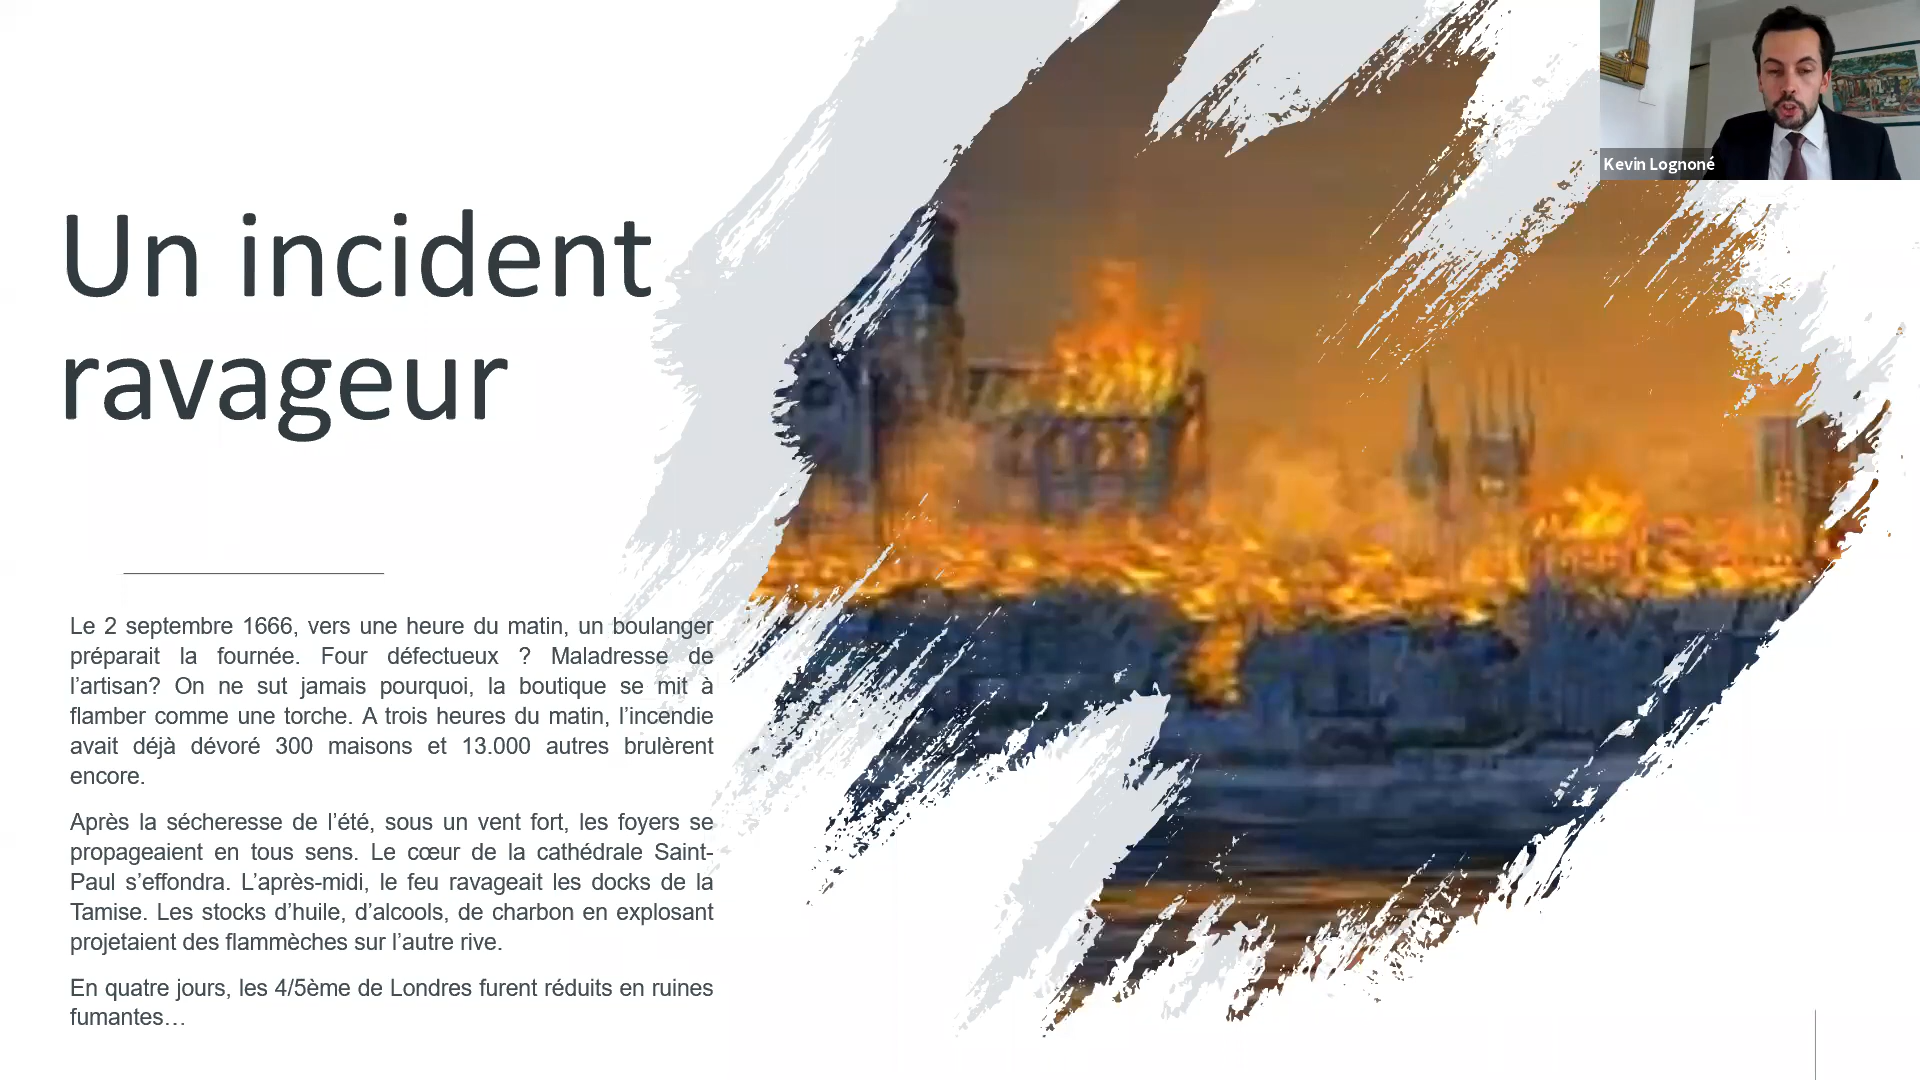 Kevin Lognoné
Un incident
ravageur
Le 2 septembre 1666, vers une heure du matin, un boulanger
préparait la fournée. Four défectueux ? Maladresse de
l’artisan? On ne sut jamais pourquoi, la boutique se mit à
flamber comme une torche. A trois heures du matin, l’incendie
avait déjà dévoré 300 maisons et 13.000 autres brulèrent
encore.
Après la sécheresse de l’été, sous un vent fort, les foyers se
propageaient en tous sens. Le cœur de la cathédrale Saint-
Paul s’effondra. L’après-midi, le feu ravageait les docks de la
Tamise. Les stocks d’huile, d’alcools, de charbon en explosant
projetaient des flammèches sur l’autre rive.
En quatre jours, les 4/5ème de Londres furent réduits en ruines
fumantes…